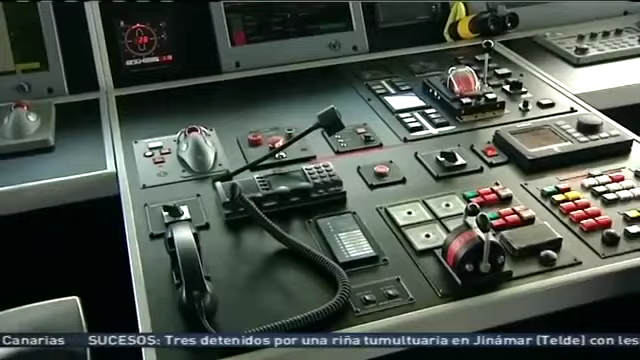 Canarias SUCESOS: Tres detenidos por una riña tumultuaria en Jinámar (Telde) con les